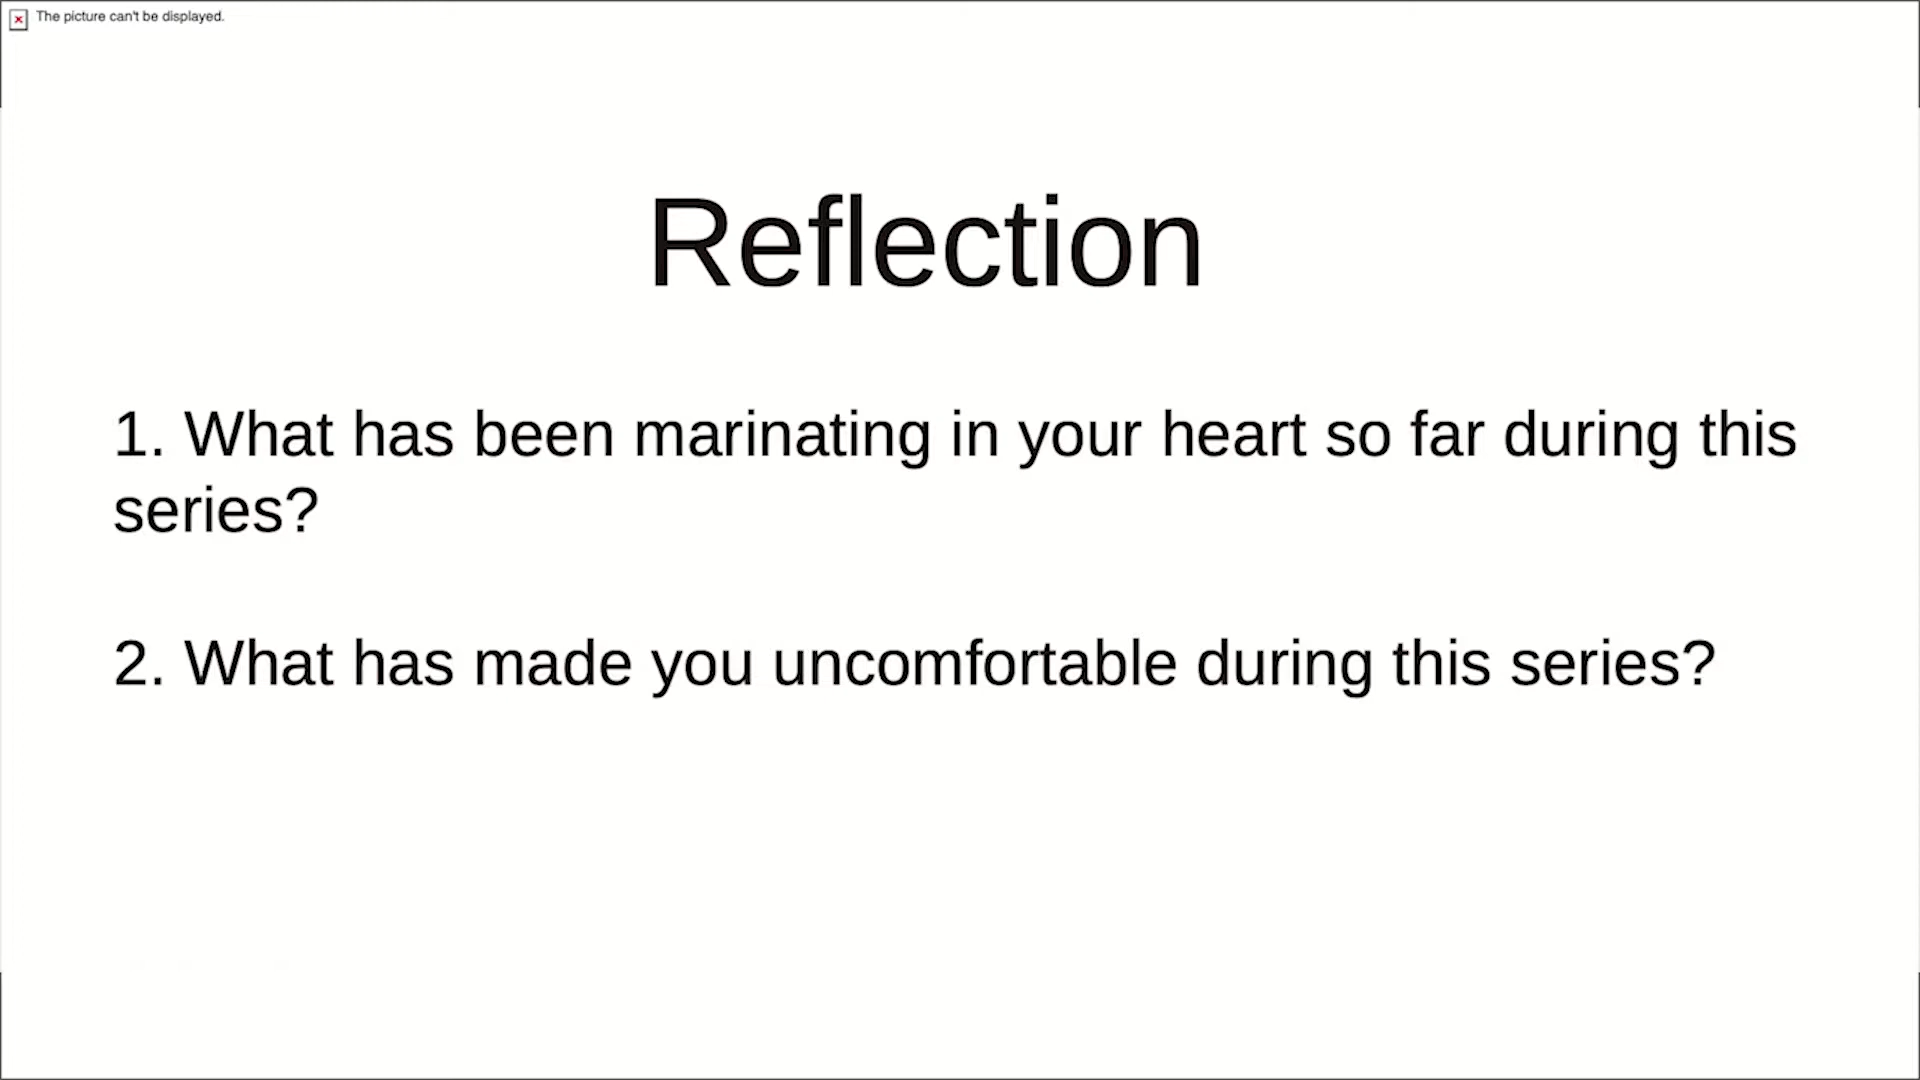 The picture can't be displayed.
Reflection
1. What has been marinating in your heart so far during this
series?
2. What has made you uncomfortable during this series?